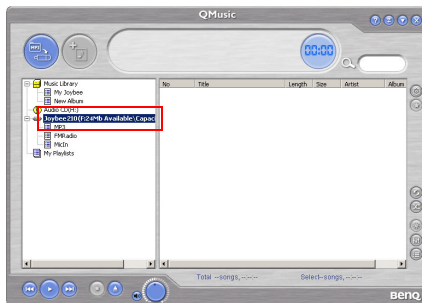 QMusic
MP3
00:00
Music Library
My Joybee
New Album
Audio CD(H:)
Joybee210(F:24Mb Available\Capac
MP3
FMRadio
MicIn
My Playlists
No Title Length Size Artist Album
Total --songs,--:--:-- Select--songs,--:--:--
BenQ